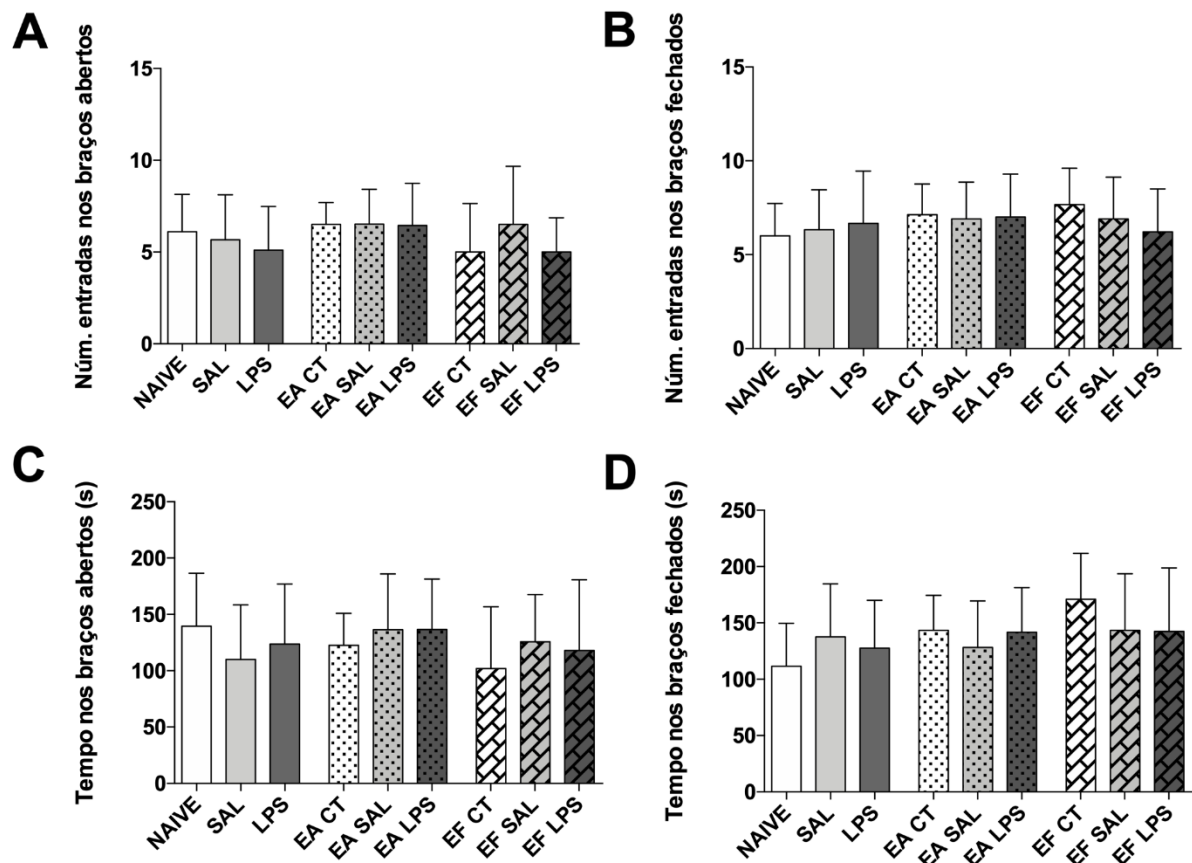 A
Núm. entradas nos braços abertos
15
10
5
0
NAIVE
SAL
LPS
EA CT
EA SAL
EA LPS
EF CT
EF SAL
EF LPS
B
Núm. entradas nos braços fechados
15
10
5
0
NAIVE
SAL
LPS
EA CT
EA SAL
EA LPS
EF CT
EF SAL
EF LPS
C
Tempo nos braços abertos (s)
250
200
150
100
50
0
NAIVE
SAL
LPS
EA CT
EA SAL
EA LPS
EF CT
EF SAL
EF LPS
D
Tempo nos braços fechados (s)
250
200
150
100
50
0
NAIVE
SAL
LPS
EA CT
EA SAL
EA LPS
EF CT
EF SAL
EF LPS